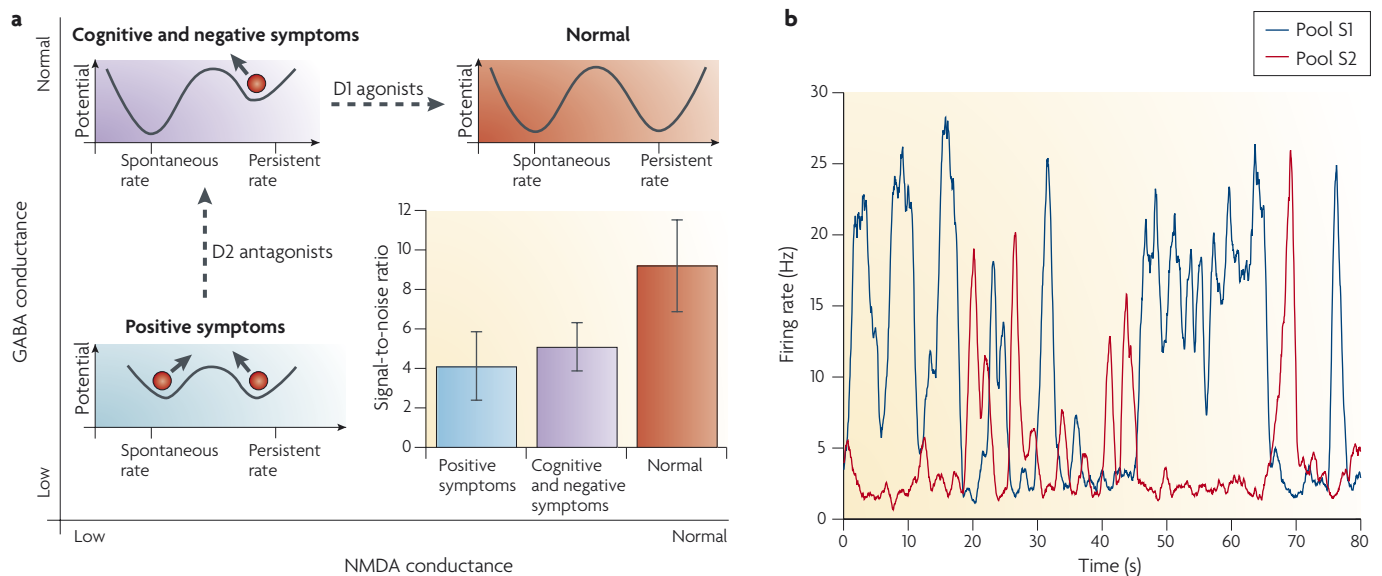 a
Cognitive and negative symptoms
Normal
Potential
Spontaneous
rate
Persistent
rate
D1 agonists
Normal
Potential
Spontaneous
rate
Persistent
rate
D2 antagonists
Positive symptoms
Potential
Spontaneous
rate
Persistent
rate
Signal-to-noise ratio
12
10
8
6
4
2
0
Positive
symptoms
Cognitive
and negative
symptoms
Normal
GABA conductance
Low
Low
Normal
NMDA conductance
b
Pool S1
Pool S2
Firing rate (Hz)
30
25
20
15
10
5
0
0 10 20 30 40 50 60 70 80
Time (s)